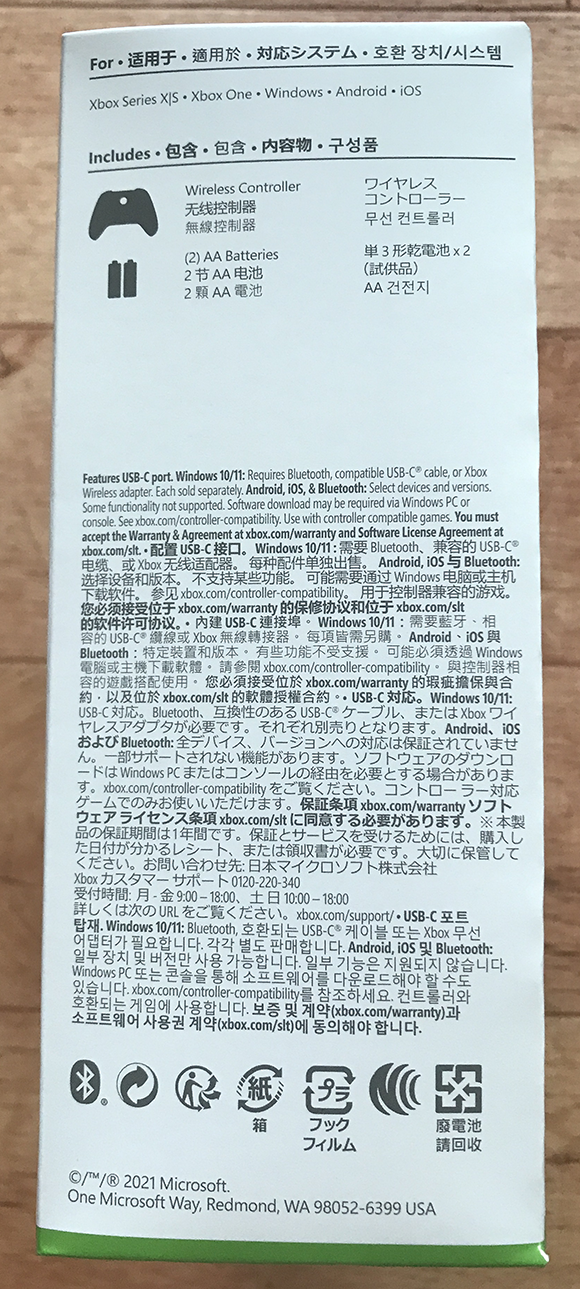 For • 适用于 • 適用於 • 対応システム • 호환 장치/시스템
Xbox Series X|S • Xbox One • Windows • Android • iOS
Includes • 包含 • 包含 • 内容物 • 구성품
Wireless Controller
无线控制器
無線控制器
ワイヤレス
コントローラー
무선 컨트롤러
(2) AA Batteries
2 节 AA 电池
2 顆 AA 電池
単 3 形乾電池 x 2
(試供品)
AA 건전지
Features USB-C port. Windows 10/11: Requires Bluetooth, compatible USB-C® cable, or Xbox
Wireless adapter. Each sold separately. Android, iOS, & Bluetooth: Select devices and versions.
Some functionality not supported. Software download may be required via Windows PC or
console. See xbox.com/controller-compatibility. Use with controller compatible games. You must
accept the Warranty & Agreement at xbox.com/warranty and Software License Agreement at
xbox.com/slt. • 配置 USB-C 接口。Windows 10/11 : 需要 Bluetooth、兼容的 USB-C®
电缆、或 Xbox 无线适配器。每种配件单独出售。Android, iOS 与 Bluetooth:
选择设备和版本。不支持某些功能。可能需要通过 Windows 电脑或主机
下载软件。参见 xbox.com/controller-compatibility。用于控制器兼容的游戏。
您必须接受位于 xbox.com/warranty 的保修协议和位于 xbox.com/slt
的软件许可协议。• 內建 USB-C 連接埠。Windows 10/11 : 需要藍牙、相
容的 USB-C® 纜線或 Xbox 無線轉接器。每項皆需另購。Android、iOS 與
Bluetooth : 特定裝置和版本。有些功能不受支援。可能必須透過 Windows
電腦或主機下載軟體。請參閱 xbox.com/controller-compatibility。與控制器相
容的遊戲搭配使用。您必須接受位於 xbox.com/warranty 的瑕疵擔保與合
約，以及位於 xbox.com/slt 的軟體授權合約。• USB-C 対応。Windows 10/11:
USB-C 対応。Bluetooth、互換性のある USB-C® ケーブル、または Xbox ワイ
ヤレスアダプタが必要です。それぞれ別売りとなります。Android、iOS
および Bluetooth: 全デバイス、バージョンへの対応は保証されていませ
ん。一部サポートされない機能があります。ソフトウェアのダウンロ
ードは Windows PC またはコンソールの経由を必要とする場合がありま
す。xbox.com/controller-compatibility をご覧ください。コントローラー対応
ゲームでのみお使いいただけます。保証条項 xbox.com/warranty ソフト
ウェア ライセンス条項 xbox.com/slt に同意する必要があります。※ 本製
品の保証期間は 1 年間です。保証とサービスを受けるためには、購入し
た日付が分かるレシート、または領収書が必要です。大切に保管して
ください。お問い合わせ先: 日本マイクロソフト株式会社
Xbox カスタマー サポート 0120-220-340
受付時間: 月 - 金 9:00 – 18:00、土 日 10:00 – 18:00
詳しくは次の URL をご覧ください。xbox.com/support/ • USB-C 포트
탑재. Windows 10/11: Bluetooth, 호환되는 USB-C® 케이블 또는 Xbox 무선
어댑터가 필요합니다. 각각 별도 판매합니다. Android, iOS 및 Bluetooth:
일부 장치 및 버전만 사용 가능합니다. 일부 기능은 지원되지 않습니다.
Windows PC 또는 콘솔을 통해 소프트웨어를 다운로드해야 할 수도
있습니다. xbox.com/controller-compatibility를 참조하세요. 컨트롤러와
호환되는 게임에 사용합니다. 보증 및 계약(xbox.com/warranty)과
소프트웨어 사용권 계약(xbox.com/slt)에 동의해야 합니다.
紙
箱
プラ
フック
フィルム
廢電池
請回收
©/™/® 2021 Microsoft.
One Microsoft Way, Redmond, WA 98052-6399 USA